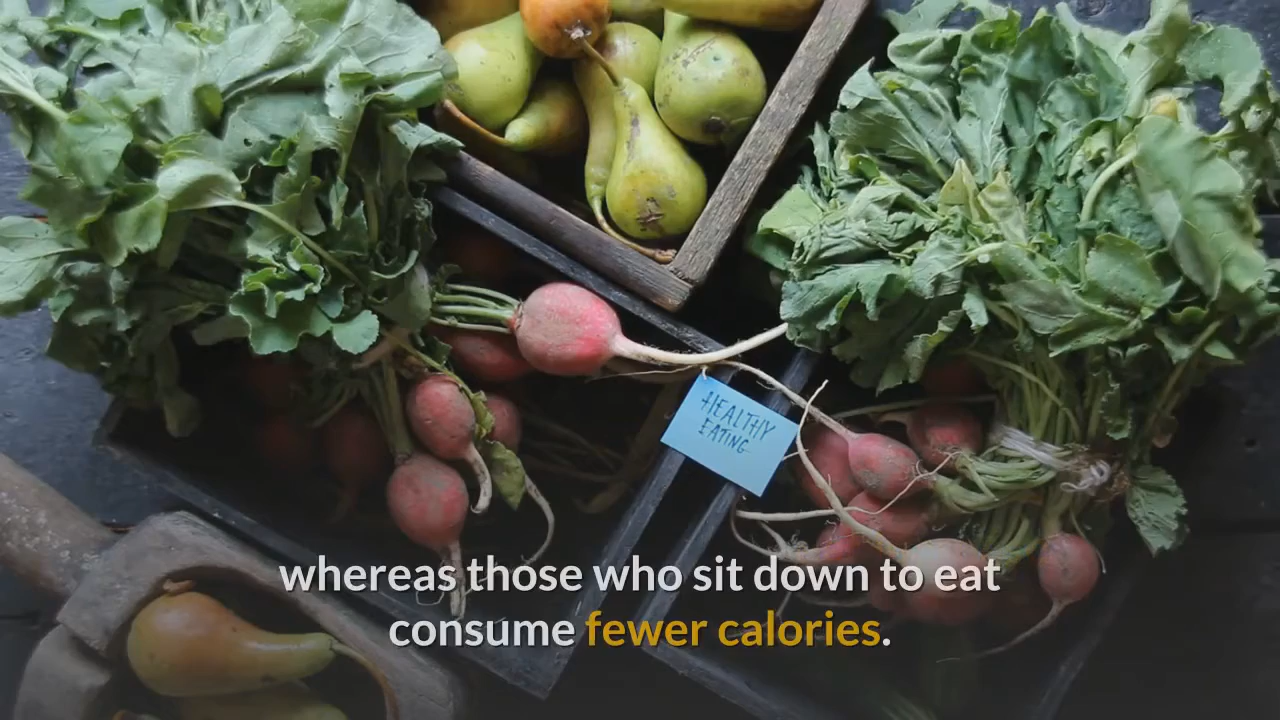 HEALTHY
EATING
whereas those who sit down to eat
consume fewer calories.